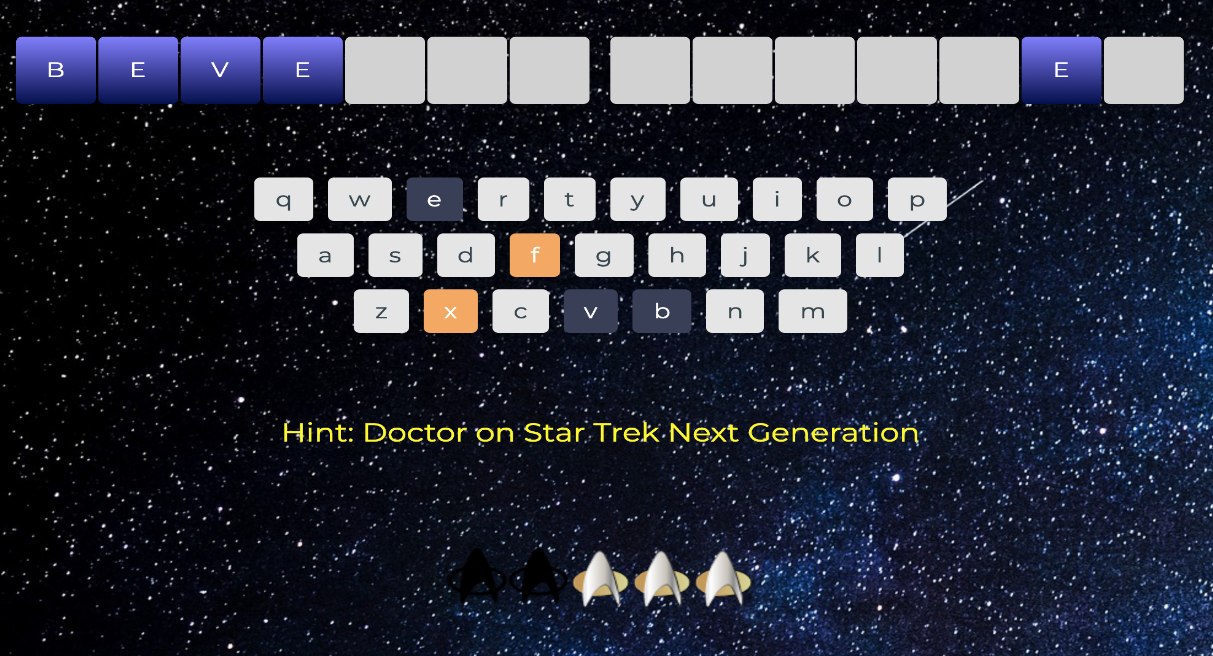 B E V E E
q w e r t y u i o p
a s d f g h j k l
z x c v b n m
Hint: Doctor on Star Trek Next Generation